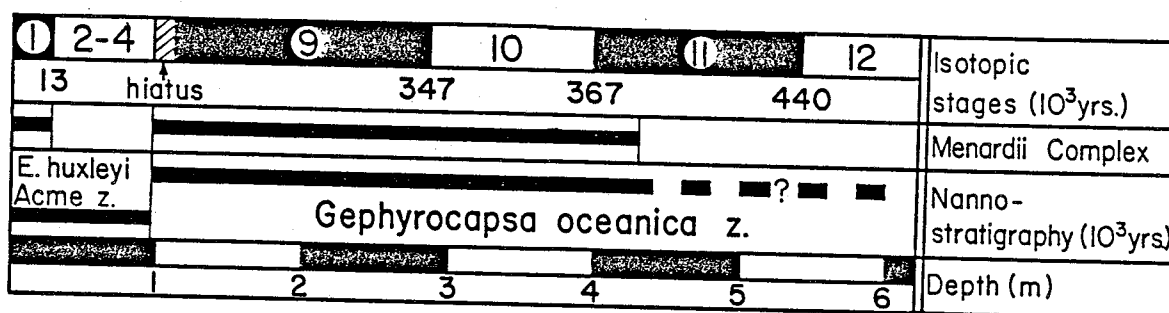 1 2-4 9 10 11 12 Isotopic
stages (10³yrs.)
13 hiatus 347 367 440
Menardii Complex
E. huxleyi
Acme z.
?
Gephyrocapsa oceanica z.
Nanno-
stratigraphy (10³yrs.)
1 2 3 4 5 6 Depth (m)